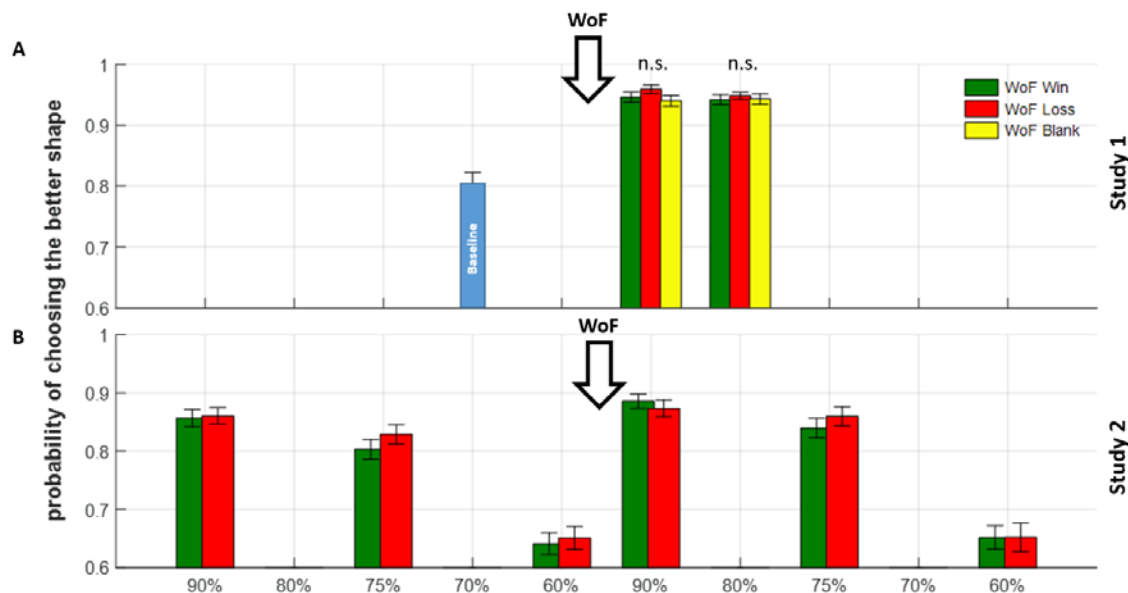 WoF
A
n.s.
n.s.
1
0.9
0.8
0.7
0.6
WoF Win
WoF Loss
WoF Blank
Baseline
Study 1
probability of choosing the better shape
WoF
B
1
0.9
0.8
0.7
0.6
Study 2
90%
80%
75%
70%
60%
90%
80%
75%
70%
60%